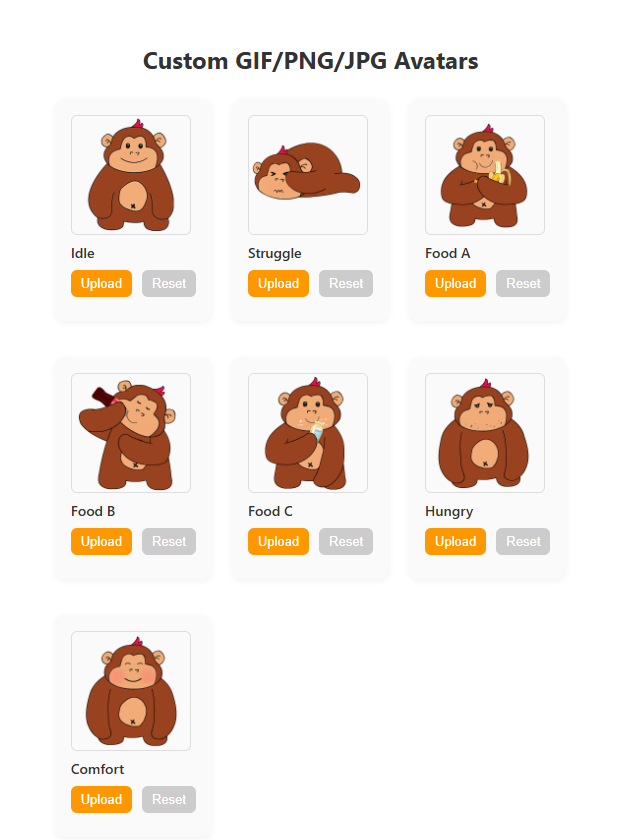 Custom GIF/PNG/JPG Avatars
Idle
Upload Reset
Struggle
Upload Reset
Food A
Upload Reset
Food B
Upload Reset
Food C
Upload Reset
Hungry
Upload Reset
Comfort
Upload Reset